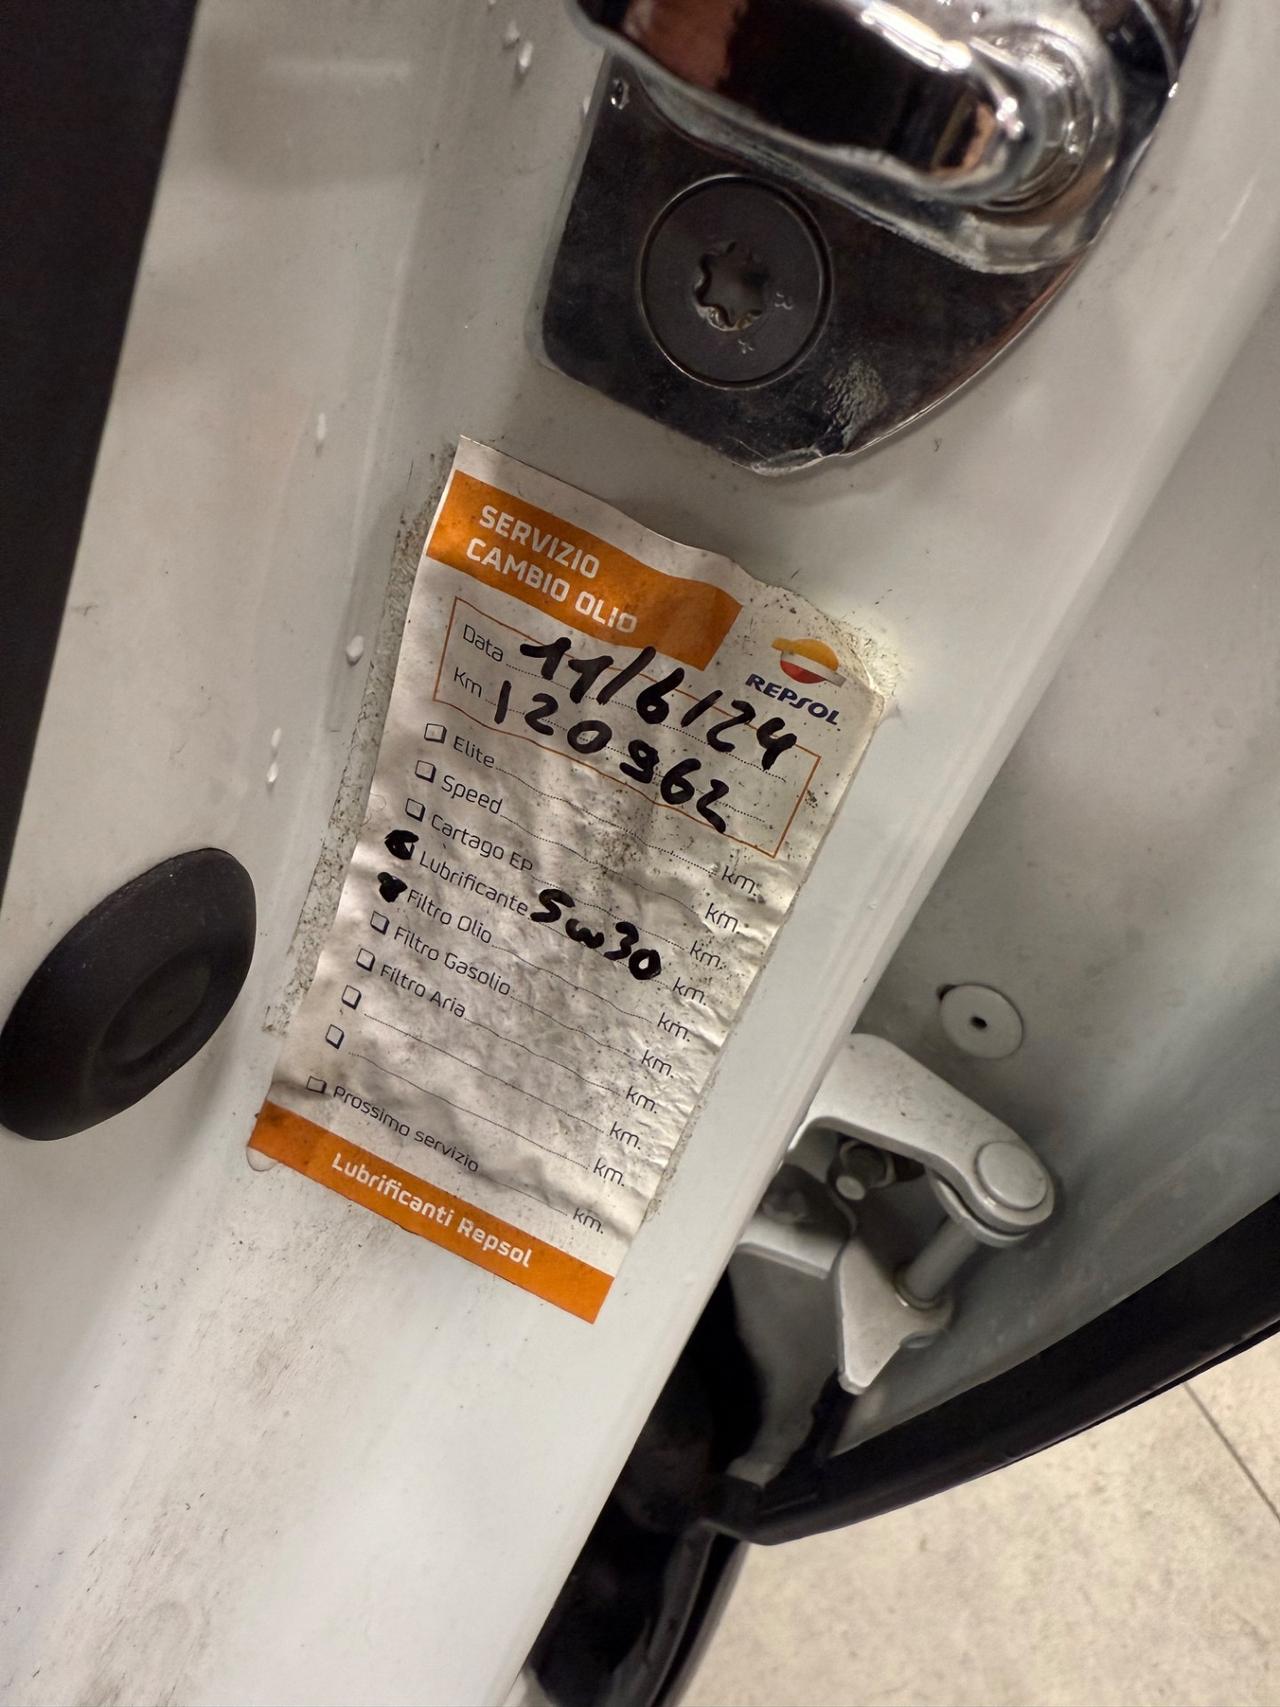 SERVIZIO
CAMBIO OLIO
REPSOL
Data 11/6/24
Km 120962
Elite km.
Speed km.
Cartago EP km.
Lubrificante 5w30 km.
Filtro Olio km.
Filtro Gasolio km.
Filtro Aria km.
km.
km.
Prossimo servizio km.
Lubrificanti Repsol